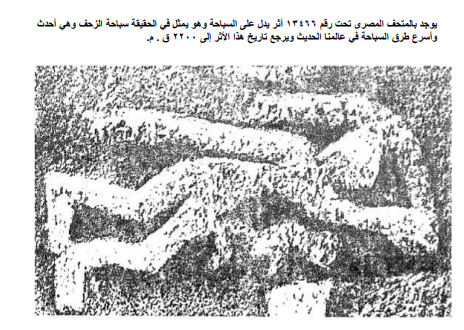 يوجد بالمتحف المصرى تحت رقم ١٣٤٦٦ أثر يدل على السباحة وهو يمثل في الحقيقة سباحة الزحف وهي أحدث
وأسرع طرق السباحة في عالمنا الحديث ويرجع تاريخ هذا الأثر إلى ٢٢٠٠ ق . م.